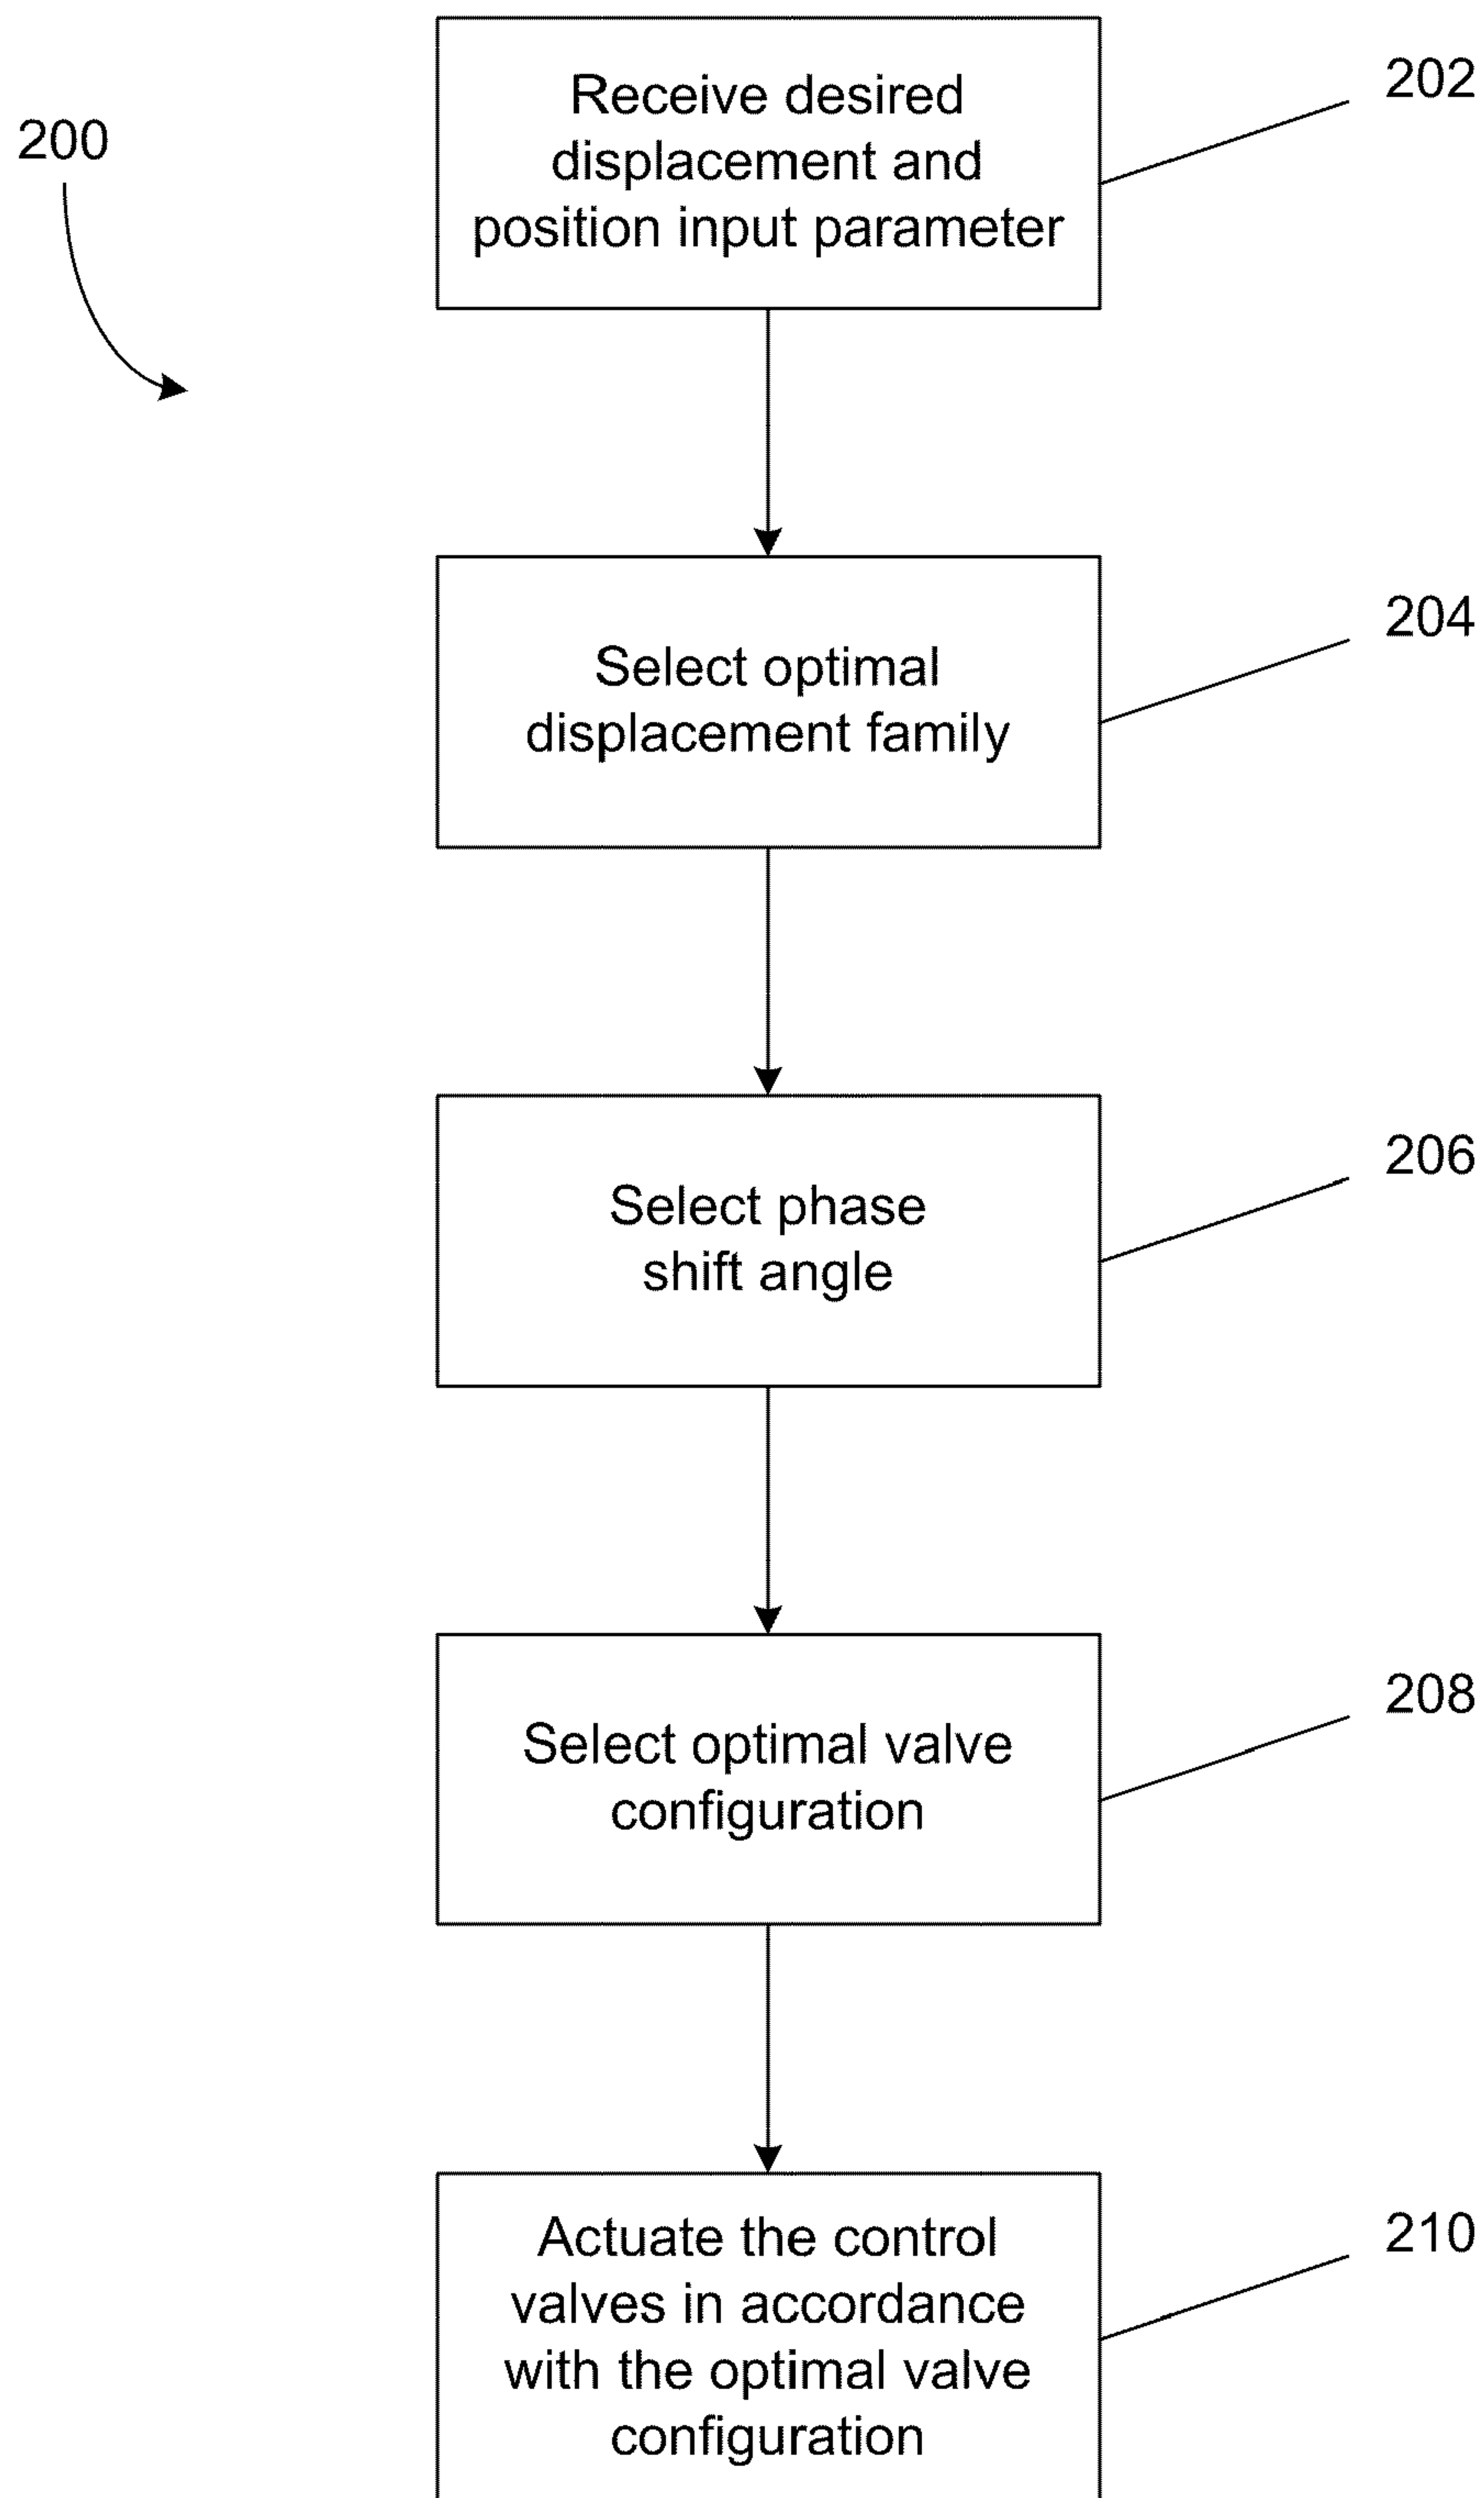 200
Receive desired
displacement and
position input parameter
202
Select optimal
displacement family
204
Select phase
shift angle
206
Select optimal valve
configuration
208
Actuate the control
valves in accordance
with the optimal valve
configuration
210